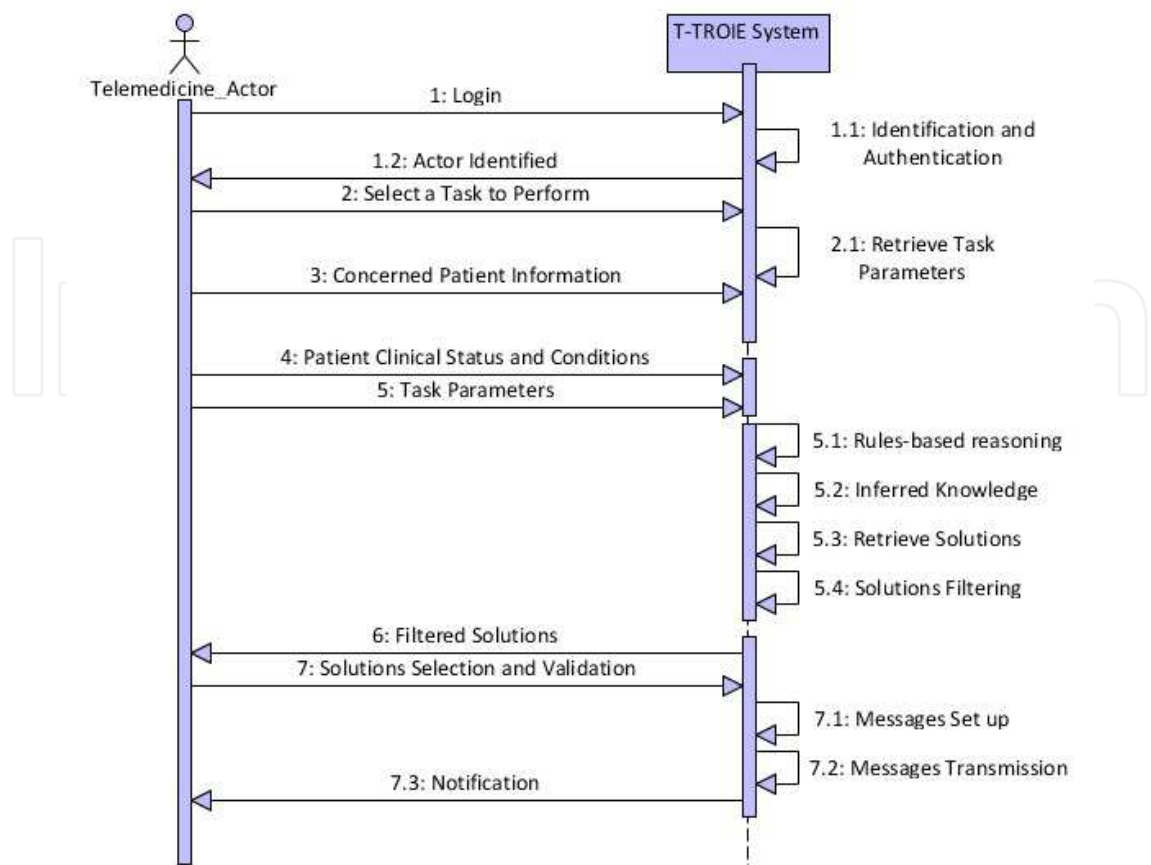 T-TROIE System
Telemedicine_Actor
1: Login
1.1: Identification and
Authentication
1.2: Actor Identified
2: Select a Task to Perform
2.1: Retrieve Task
Parameters
3: Concerned Patient Information
4: Patient Clinical Status and Conditions
5: Task Parameters
5.1: Rules-based reasoning
5.2: Inferred Knowledge
5.3: Retrieve Solutions
5.4: Solutions Filtering
6: Filtered Solutions
7: Solutions Selection and Validation
7.1: Messages Set up
7.2: Messages Transmission
7.3: Notification